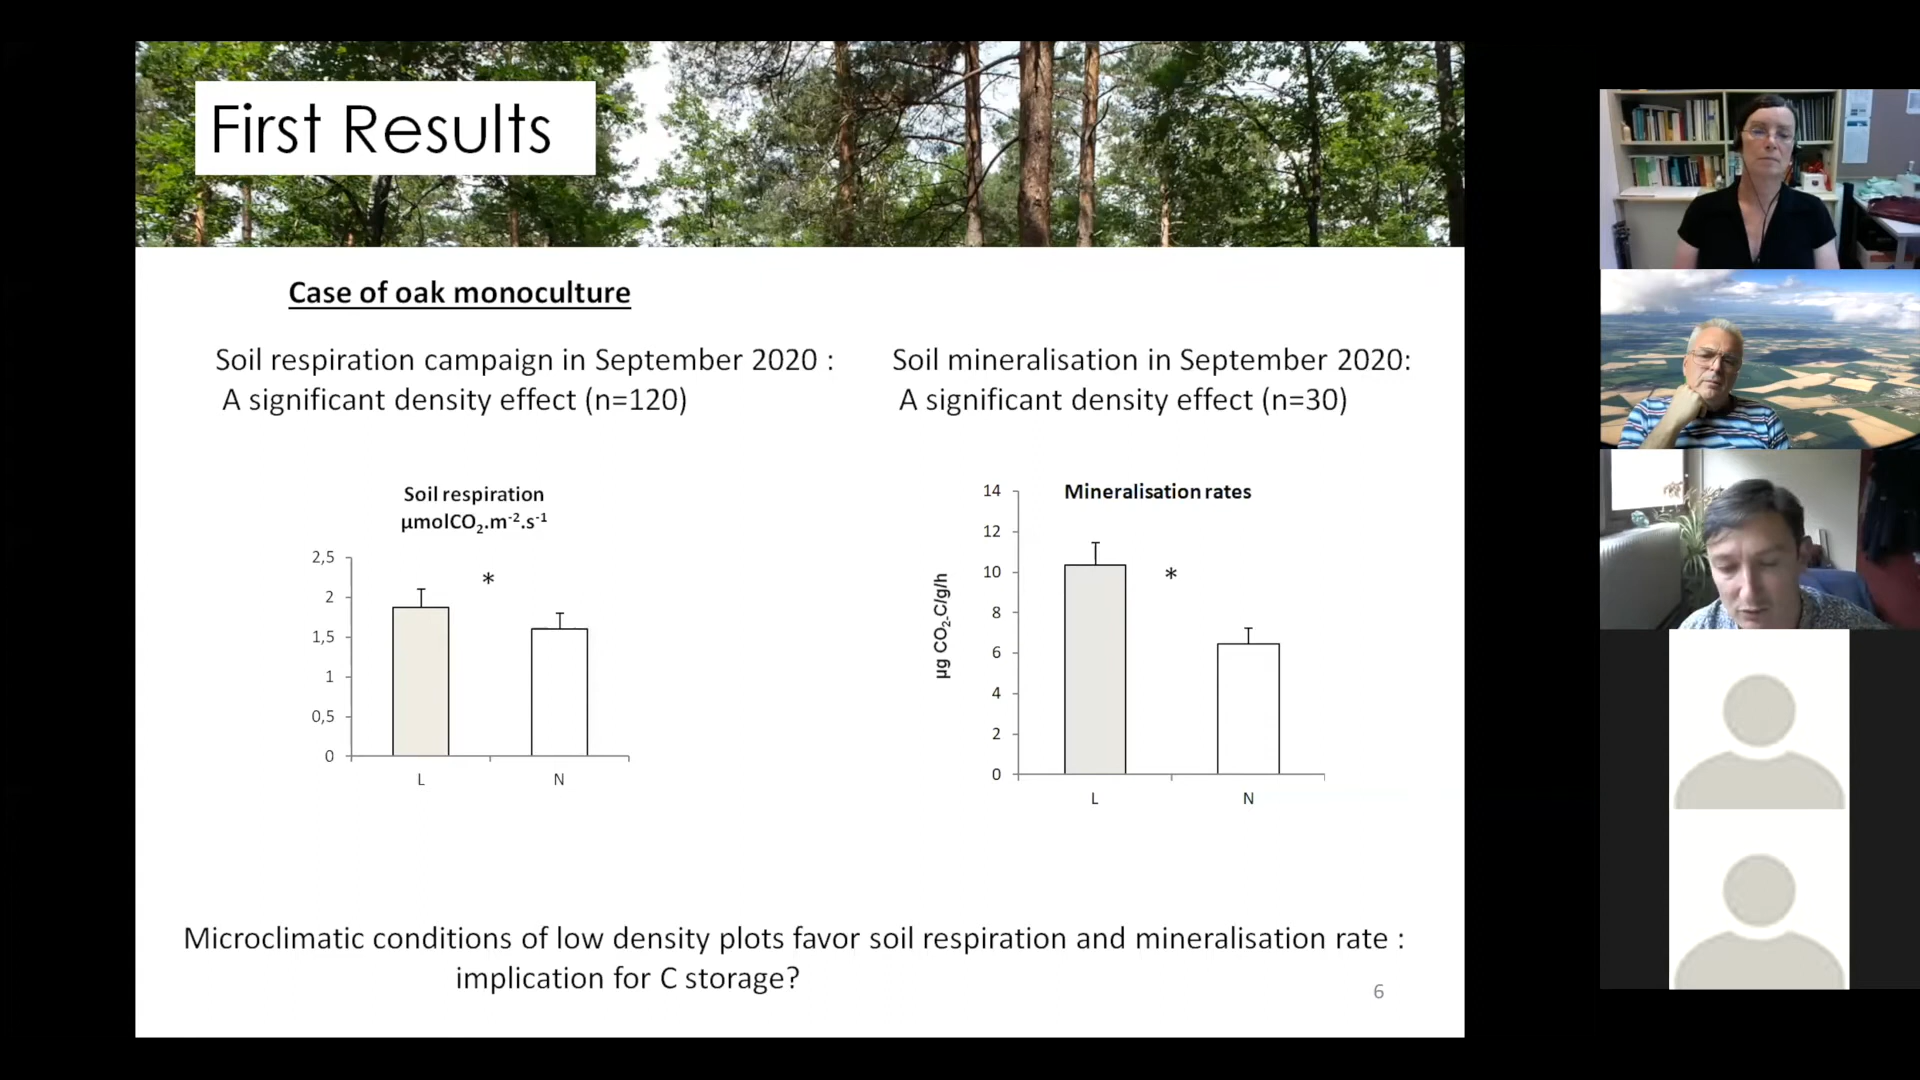 First Results
Case of oak monoculture
Soil respiration campaign in September 2020 :
A significant density effect (n=120)
Soil mineralisation in September 2020:
A significant density effect (n=30)
Soil respiration
µmolCO₂.m⁻².s⁻¹
2,5
2
1,5
1
0,5
0
*
L
N
Mineralisation rates
µg CO₂-C/g/h
14
12
10
8
6
4
2
0
*
L
N
Microclimatic conditions of low density plots favor soil respiration and mineralisation rate :
implication for C storage?
6